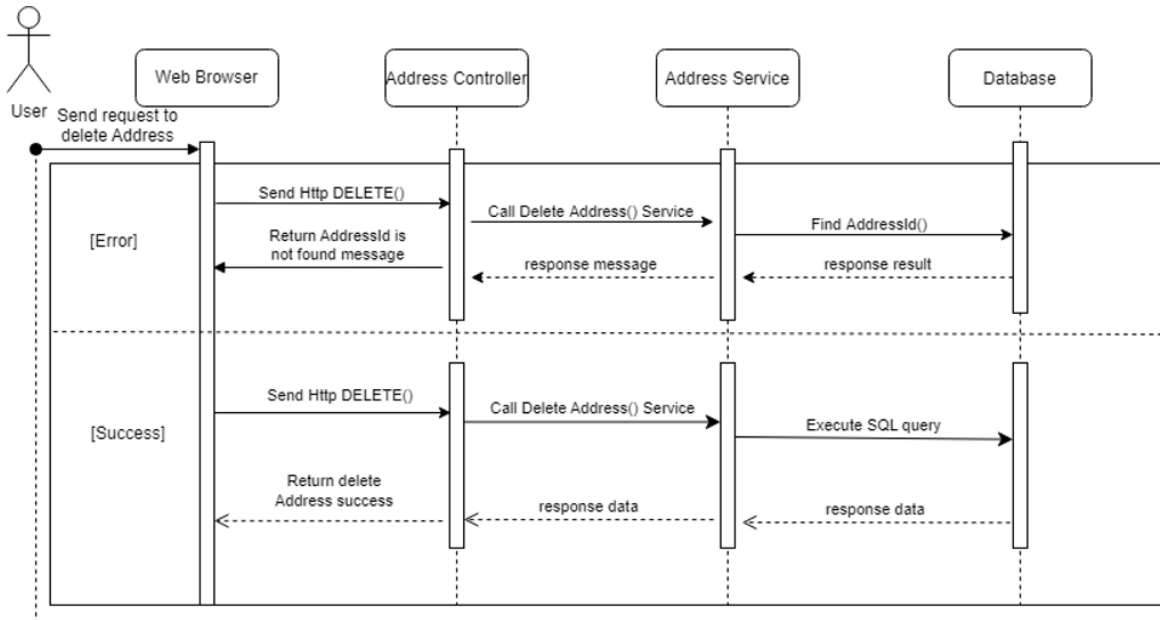 Web Browser
Address Controller
Address Service
Database
User
Send request to
delete Address
[Error]
Send Http DELETE()
Call Delete Address() Service
Find AddressId()
Return AddressId is
not found message
response message
response result
[Success]
Send Http DELETE()
Call Delete Address() Service
Execute SQL query
Return delete
Address success
response data
response data